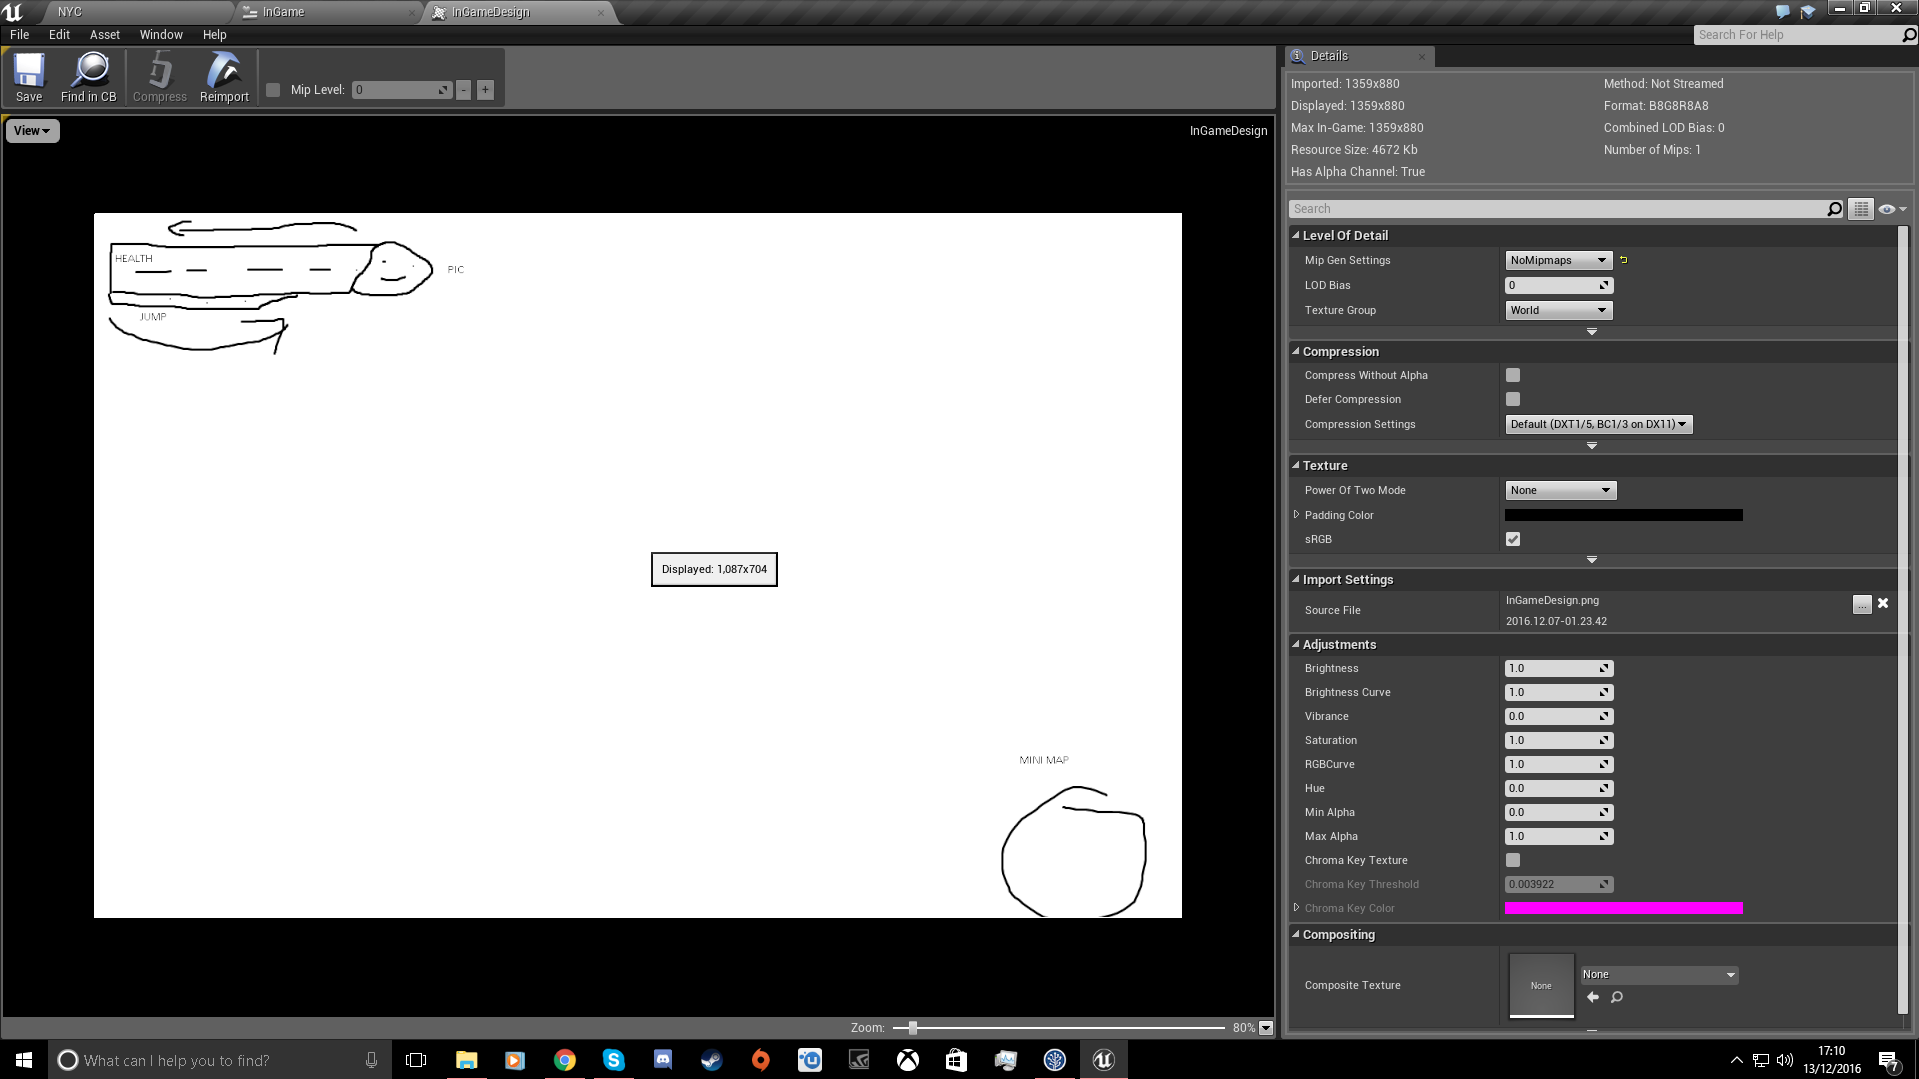 NYC
InGame
InGameDesign
File Edit Asset Window Help
Search For Help
Save Find in CB Compress Reimport Mip Level: 0 - +
View
InGameDesign
HEALTH
PIC
JUMP
Displayed: 1,087x704
MINI MAP
Zoom: 80%
Details
Imported: 1359x880 Method: Not Streamed
Displayed: 1359x880 Format: B8G8R8A8
Max In-Game: 1359x880 Combined LOD Bias: 0
Resource Size: 4672 Kb Number of Mips: 1
Has Alpha Channel: True
Search
Level Of Detail
Mip Gen Settings NoMipmaps
LOD Bias 0
Texture Group World
Compression
Compress Without Alpha
Defer Compression
Compression Settings Default (DXT1/5, BC1/3 on DX11)
Texture
Power Of Two Mode None
Padding Color
sRGB
Import Settings
Source File InGameDesign.png
2016.12.07-01.23.42
...
Adjustments
Brightness 1.0
Brightness Curve 1.0
Vibrance 0.0
Saturation 1.0
RGBCurve 1.0
Hue 0.0
Min Alpha 0.0
Max Alpha 1.0
Chroma Key Texture
Chroma Key Threshold 0.003922
Chroma Key Color
Compositing
Composite Texture None None
What can I help you to find?
17:10
13/12/2016
7